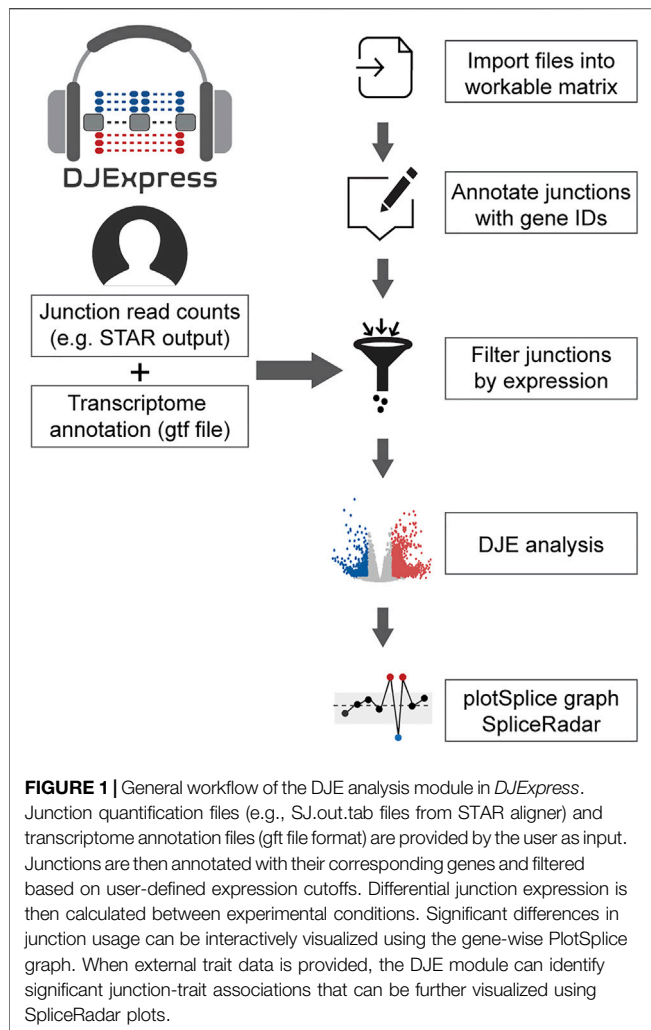 DJExpress
Junction read counts
(e.g. STAR output)
+
Transcriptome
annotation (gtf file)
Import files into
workable matrix
Annotate junctions
with gene IDs
Filter junctions
by expression
DJE analysis
plotSplice graph
SpliceRadar
FIGURE 1 | General workflow of the DJE analysis module in DJExpress.
Junction quantification files (e.g., SJ.out.tab files from STAR aligner) and
transcriptome annotation files (gft file format) are provided by the user as input.
Junctions are then annotated with their corresponding genes and filtered
based on user-defined expression cutoffs. Differential junction expression is
then calculated between experimental conditions. Significant differences in
junction usage can be interactively visualized using the gene-wise PlotSplice
graph. When external trait data is provided, the DJE module can identify
significant junction-trait associations that can be further visualized using
SpliceRadar plots.